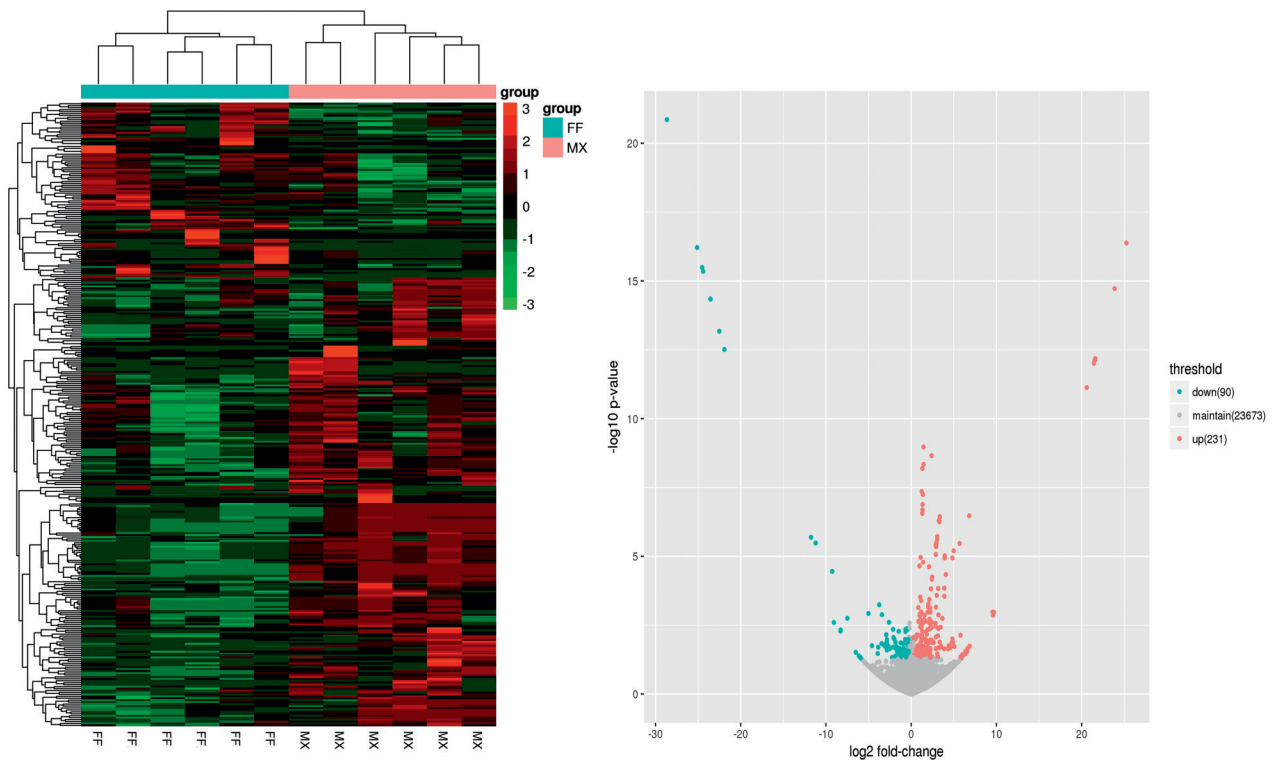 group
3
2
1
0
-1
-2
-3
group
FF
MX
FF FF FF FF FF FF MX MX MX MX MX MX
20
15
10
5
0
-log10 p-value
-30 -20 -10 0 10 20
log2 fold-change
threshold
down(90)
maintain(23673)
up(231)